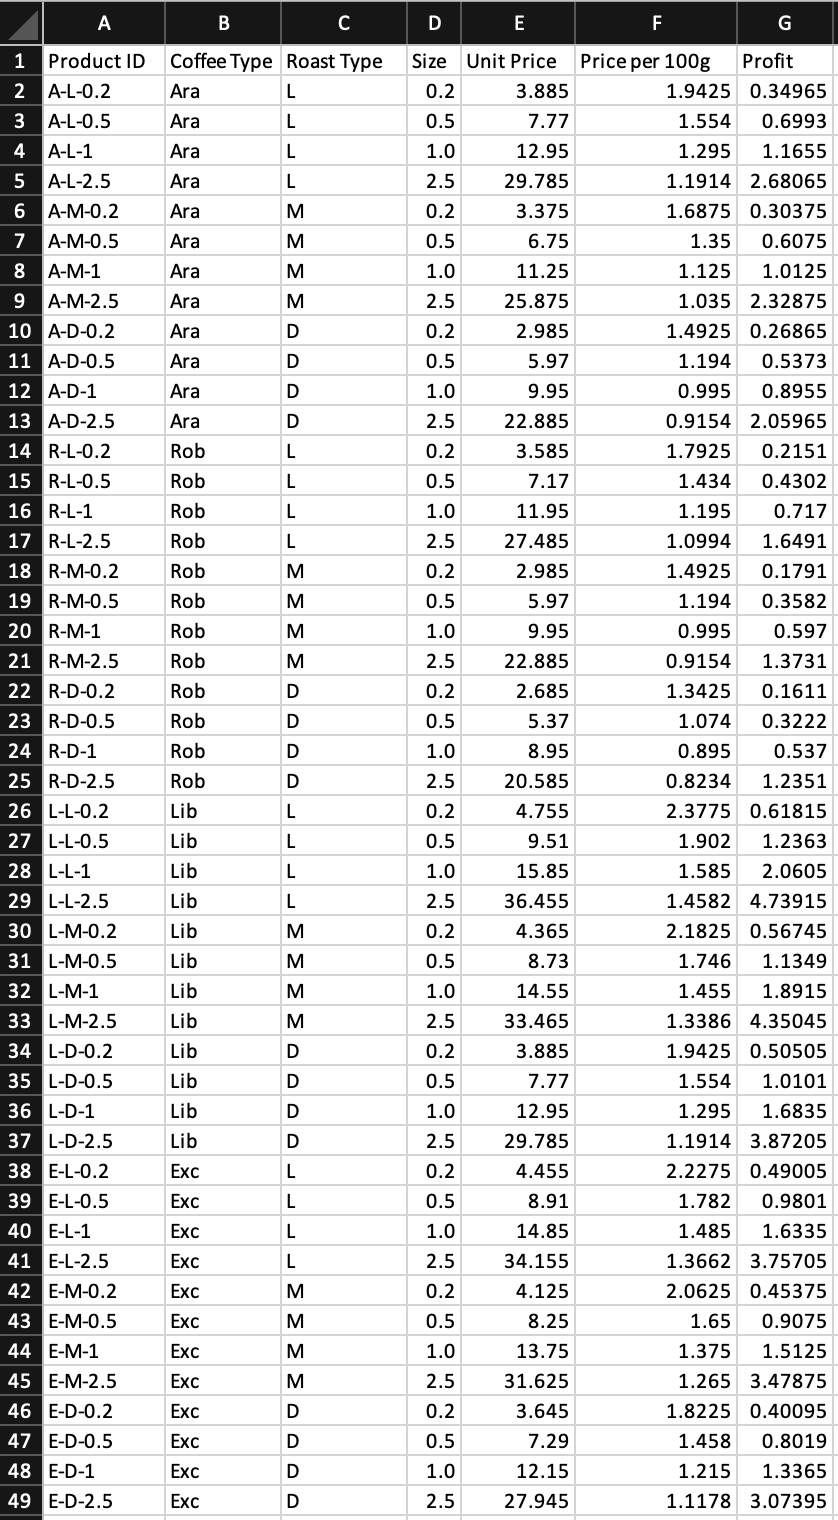 A B C D E F G
1 Product ID Coffee Type Roast Type Size Unit Price Price per 100g Profit
2 A-L-0.2 Ara L 0.2 3.885 1.9425 0.34965
3 A-L-0.5 Ara L 0.5 7.77 1.554 0.6993
4 A-L-1 Ara L 1.0 12.95 1.295 1.1655
5 A-L-2.5 Ara L 2.5 29.785 1.1914 2.68065
6 A-M-0.2 Ara M 0.2 3.375 1.6875 0.30375
7 A-M-0.5 Ara M 0.5 6.75 1.35 0.6075
8 A-M-1 Ara M 1.0 11.25 1.125 1.0125
9 A-M-2.5 Ara M 2.5 25.875 1.035 2.32875
10 A-D-0.2 Ara D 0.2 2.985 1.4925 0.26865
11 A-D-0.5 Ara D 0.5 5.97 1.194 0.5373
12 A-D-1 Ara D 1.0 9.95 0.995 0.8955
13 A-D-2.5 Ara D 2.5 22.885 0.9154 2.05965
14 R-L-0.2 Rob L 0.2 3.585 1.7925 0.2151
15 R-L-0.5 Rob L 0.5 7.17 1.434 0.4302
16 R-L-1 Rob L 1.0 11.95 1.195 0.717
17 R-L-2.5 Rob L 2.5 27.485 1.0994 1.6491
18 R-M-0.2 Rob M 0.2 2.985 1.4925 0.1791
19 R-M-0.5 Rob M 0.5 5.97 1.194 0.3582
20 R-M-1 Rob M 1.0 9.95 0.995 0.597
21 R-M-2.5 Rob M 2.5 22.885 0.9154 1.3731
22 R-D-0.2 Rob D 0.2 2.685 1.3425 0.1611
23 R-D-0.5 Rob D 0.5 5.37 1.074 0.3222
24 R-D-1 Rob D 1.0 8.95 0.895 0.537
25 R-D-2.5 Rob D 2.5 20.585 0.8234 1.2351
26 L-L-0.2 Lib L 0.2 4.755 2.3775 0.61815
27 L-L-0.5 Lib L 0.5 9.51 1.902 1.2363
28 L-L-1 Lib L 1.0 15.85 1.585 2.0605
29 L-L-2.5 Lib L 2.5 36.455 1.4582 4.73915
30 L-M-0.2 Lib M 0.2 4.365 2.1825 0.56745
31 L-M-0.5 Lib M 0.5 8.73 1.746 1.1349
32 L-M-1 Lib M 1.0 14.55 1.455 1.8915
33 L-M-2.5 Lib M 2.5 33.465 1.3386 4.35045
34 L-D-0.2 Lib D 0.2 3.885 1.9425 0.50505
35 L-D-0.5 Lib D 0.5 7.77 1.554 1.0101
36 L-D-1 Lib D 1.0 12.95 1.295 1.6835
37 L-D-2.5 Lib D 2.5 29.785 1.1914 3.87205
38 E-L-0.2 Exc L 0.2 4.455 2.2275 0.49005
39 E-L-0.5 Exc L 0.5 8.91 1.782 0.9801
40 E-L-1 Exc L 1.0 14.85 1.485 1.6335
41 E-L-2.5 Exc L 2.5 34.155 1.3662 3.75705
42 E-M-0.2 Exc M 0.2 4.125 2.0625 0.45375
43 E-M-0.5 Exc M 0.5 8.25 1.65 0.9075
44 E-M-1 Exc M 1.0 13.75 1.375 1.5125
45 E-M-2.5 Exc M 2.5 31.625 1.265 3.47875
46 E-D-0.2 Exc D 0.2 3.645 1.8225 0.40095
47 E-D-0.5 Exc D 0.5 7.29 1.458 0.8019
48 E-D-1 Exc D 1.0 12.15 1.215 1.3365
49 E-D-2.5 Exc D 2.5 27.945 1.1178 3.07395